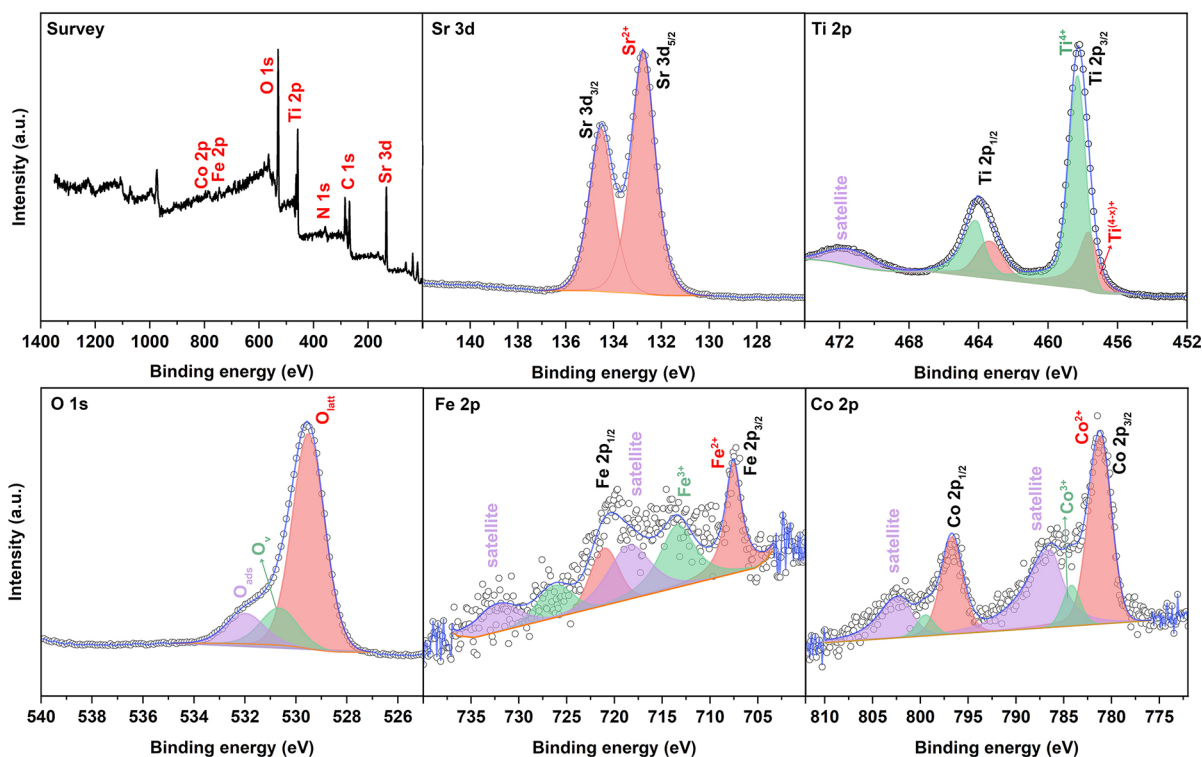 Survey
O 1s
Ti 2p
Co 2p
Fe 2p
N 1s
C 1s
Sr 3d
Intensity (a.u.)
1400 1200 1000 800 600 400 200
Binding energy (eV)
Sr 3d
Sr 3d3/2
Sr2+
Sr 3d5/2
140 138 136 134 132 130 128 126
Binding energy (eV)
Ti 2p
satellite
Ti 2p1/2
Ti4+
Ti 2p3/2
Ti(4-x)+
472 468 464 460 456 452
Binding energy (eV)
O 1s
Olatt
Ov
Oads
Intensity (a.u.)
540 538 536 534 532 530 528 526
Binding energy (eV)
Fe 2p
satellite
Fe 2p1/2
satellite
Fe3+
Fe2+
Fe 2p3/2
735 730 725 720 715 710 705
Binding energy (eV)
Co 2p
satellite
Co 2p1/2
satellite
Co3+
Co2+
Co 2p3/2
810 805 800 795 790 785 780 775
Binding energy (eV)